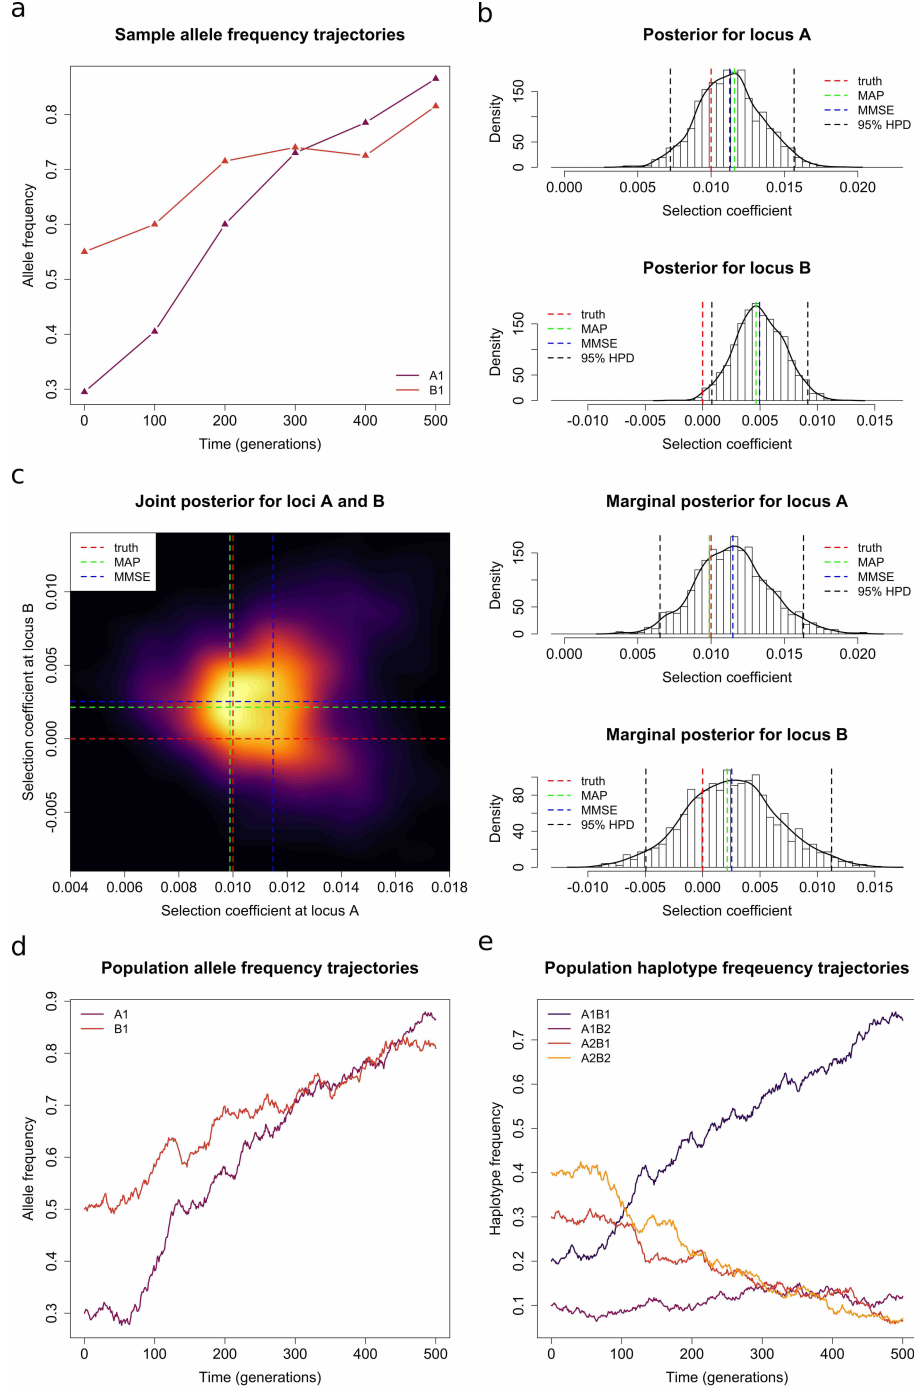 a
Sample allele frequency trajectories
Allele frequency
0.3 0.4 0.5 0.6 0.7 0.8
A1
B1
0 100 200 300 400 500
Time (generations)
b
Posterior for locus A
Density
0 50 150
truth
MAP
MMSE
95% HPD
0.000 0.005 0.010 0.015 0.020
Selection coefficient
Posterior for locus B
Density
0 50 150
truth
MAP
MMSE
95% HPD
-0.010 -0.005 0.000 0.005 0.010 0.015
Selection coefficient
c
Joint posterior for loci A and B
Selection coefficient at locus B
-0.005 0.000 0.005 0.010
truth
MAP
MMSE
0.004 0.006 0.008 0.010 0.012 0.014 0.016 0.018
Selection coefficient at locus A
Marginal posterior for locus A
Density
0 50 150
truth
MAP
MMSE
95% HPD
0.000 0.005 0.010 0.015 0.020
Selection coefficient
Marginal posterior for locus B
Density
0 40 80
truth
MAP
MMSE
95% HPD
-0.010 -0.005 0.000 0.005 0.010 0.015
Selection coefficient
d
Population allele frequency trajectories
Allele frequency
0.3 0.4 0.5 0.6 0.7 0.8 0.9
A1
B1
0 100 200 300 400 500
Time (generations)
e
Population haplotype freqeuency trajectories
Haplotype frequency
0.1 0.2 0.3 0.4 0.5 0.6 0.7
A1B1
A1B2
A2B1
A2B2
0 100 200 300 400 500
Time (generations)